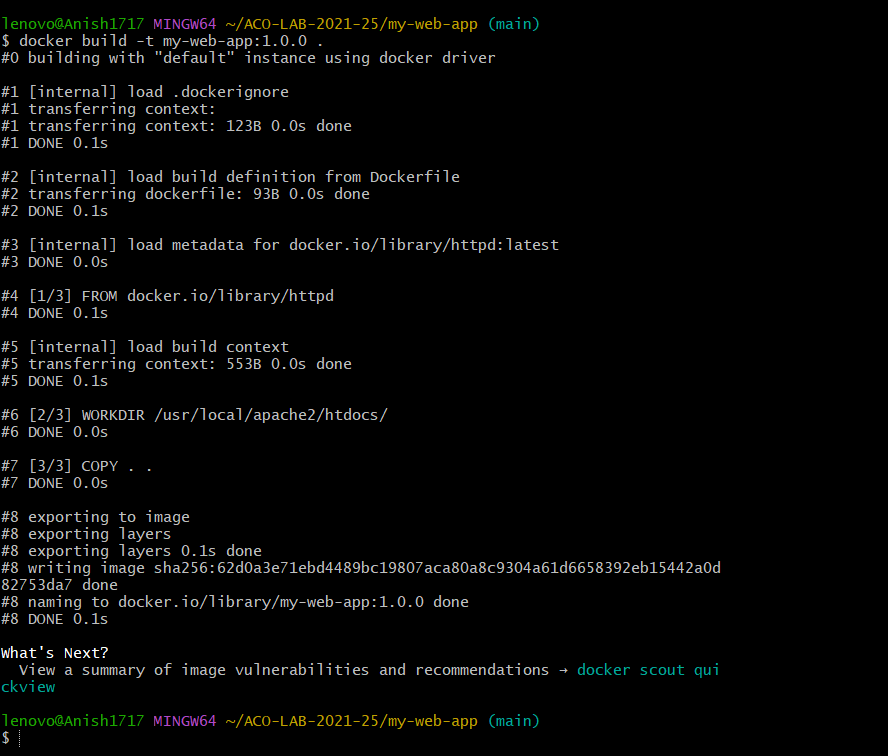 lenovo@Anish1717 MINGW64 ~/ACO-LAB-2021-25/my-web-app (main)
$ docker build -t my-web-app:1.0.0 .
#0 building with "default" instance using docker driver
#1 [internal] load .dockerignore
#1 transferring context:
#1 transferring context: 123B 0.0s done
#1 DONE 0.1s
#2 [internal] load build definition from Dockerfile
#2 transferring dockerfile: 93B 0.0s done
#2 DONE 0.1s
#3 [internal] load metadata for docker.io/library/httpd:latest
#3 DONE 0.0s
#4 [1/3] FROM docker.io/library/httpd
#4 DONE 0.1s
#5 [internal] load build context
#5 transferring context: 553B 0.0s done
#5 DONE 0.1s
#6 [2/3] WORKDIR /usr/local/apache2/htdocs/
#6 DONE 0.0s
#7 [3/3] COPY . .
#7 DONE 0.0s
#8 exporting to image
#8 exporting layers
#8 exporting layers 0.1s done
#8 writing image sha256:62d0a3e71ebd4489bc19807aca80a8c9304a61d6658392eb15442a0d
82753da7 done
#8 naming to docker.io/library/my-web-app:1.0.0 done
#8 DONE 0.1s
What's Next?
View a summary of image vulnerabilities and recommendations → docker scout qui
ckview
lenovo@Anish1717 MINGW64 ~/ACO-LAB-2021-25/my-web-app (main)
$